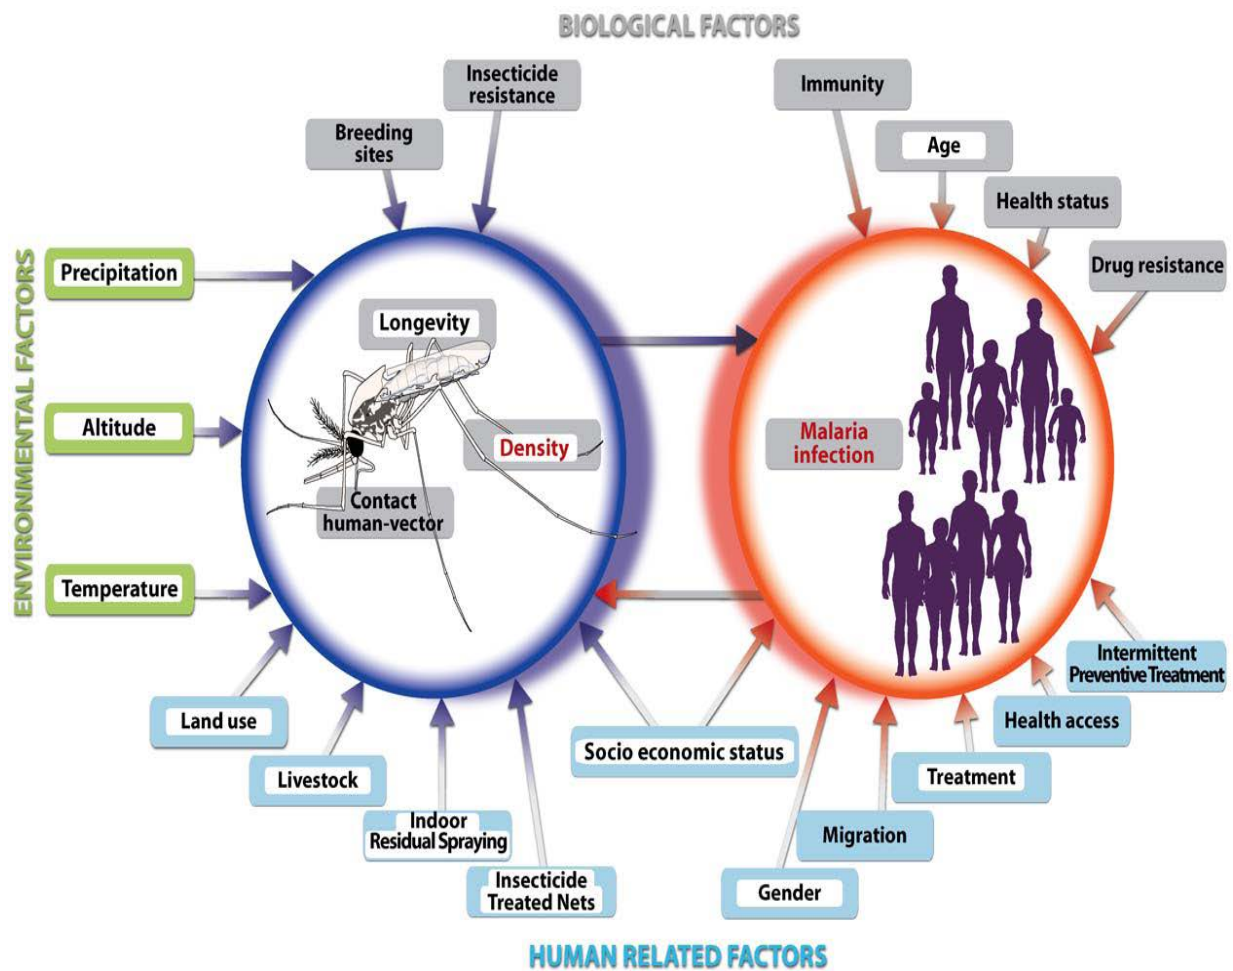 BIOLOGICAL FACTORS
Insecticide
resistance
Immunity
Breeding
sites
Age
Health status
Drug resistance
ENVIRONMENTAL FACTORS
Precipitation
Longevity
Altitude
Density
Malaria
infection
Contact
human-vector
Temperature
Intermittent
Preventive Treatment
Land use
Health access
Socio economic status
Livestock
Treatment
Indoor
Residual Spraying
Migration
Insecticide
Treated Nets
Gender
HUMAN RELATED FACTORS